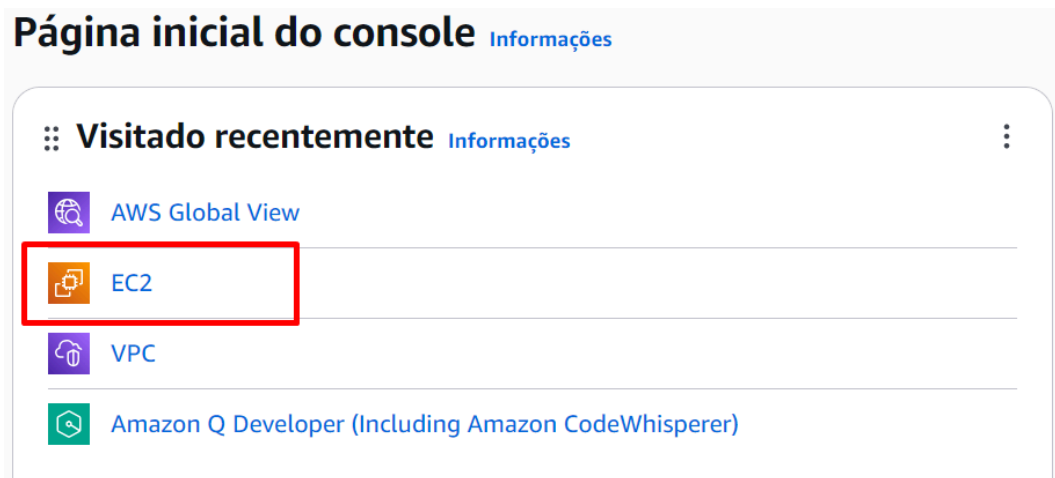 Página inicial do console Informações
Visitado recentemente Informações
AWS Global View
EC2
VPC
Amazon Q Developer (Including Amazon CodeWhisperer)